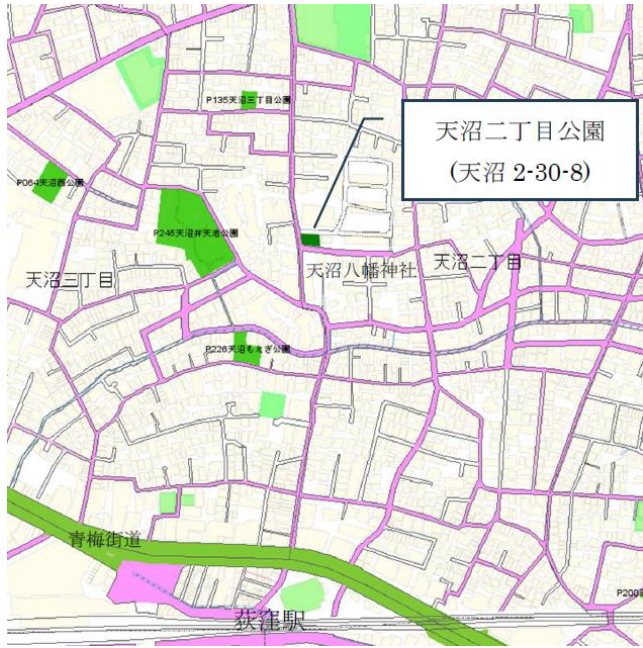 P135天沼三丁目公園
天沼二丁目公園
(天沼 2-30-8)
P064天沼西公園
P246天沼弁天池公園
天沼三丁目
天沼八幡神社
天沼二丁目
P226天沼もえぎ公園
青梅街道
荻窪駅
P200